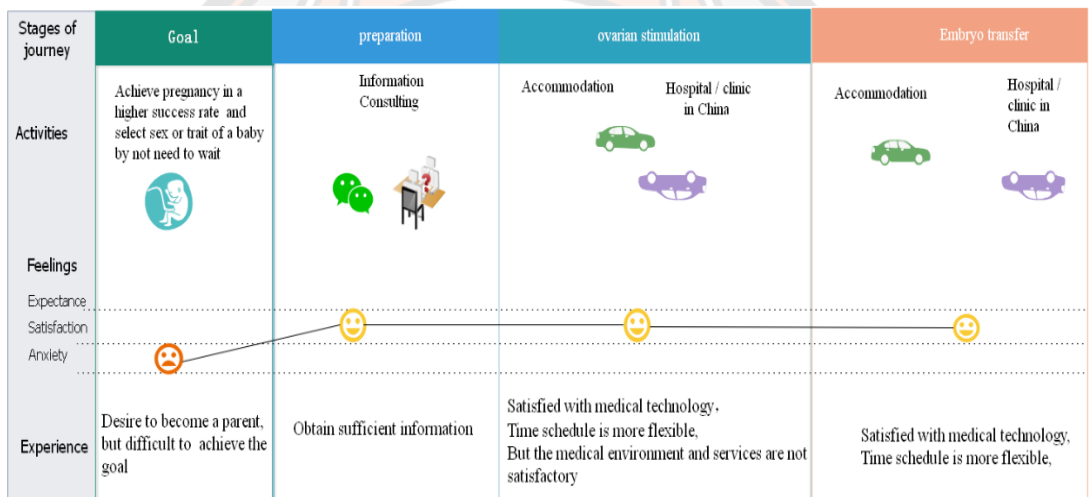 Stages of
journey
Goal
preparation
ovarian stimulation
Embryo transfer
Activities
Achieve pregnancy in a
higher success rate and
select sex or trait of a baby
by not need to wait
Information
Consulting
Accommodation
Hospital / clinic
in China
Accommodation
Hospital /
clinic in
China
?
Feelings
Expectance
Satisfaction
Anxiety
Experience
Desire to become a parent,
but difficult to achieve the
goal
Obtain sufficient information
Satisfied with medical technology,
Time schedule is more flexible,
But the medical environment and services are not
satisfactory
Satisfied with medical technology,
Time schedule is more flexible,